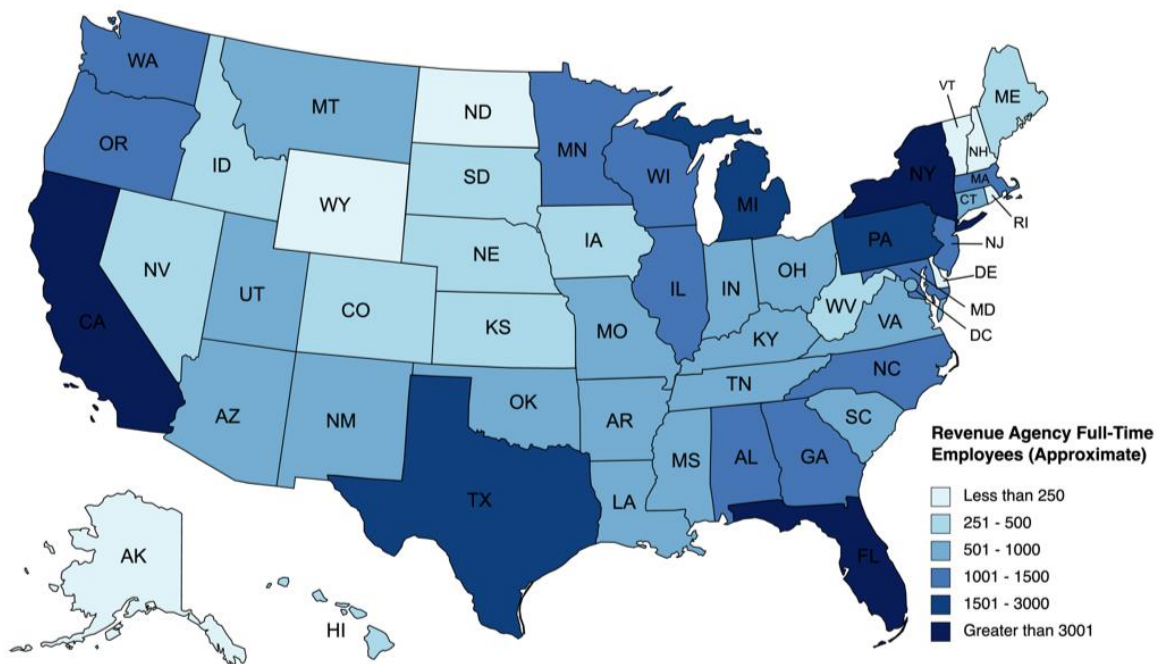 WA
MT
ND
MN
OR
ID
SD
WI
WY
MI
VT
ME
NH
NY
MA
CT
RI
NV
NE
IA
PA
NJ
UT
CO
IL
IN
OH
DE
CA
KS
MO
WV
VA
MD
KY
DC
AZ
NM
OK
AR
TN
NC
SC
MS
AL
GA
TX
LA
FL
AK
HI
Revenue Agency Full-Time
Employees (Approximate)
Less than 250
251 - 500
501 - 1000
1001 - 1500
1501 - 3000
Greater than 3001